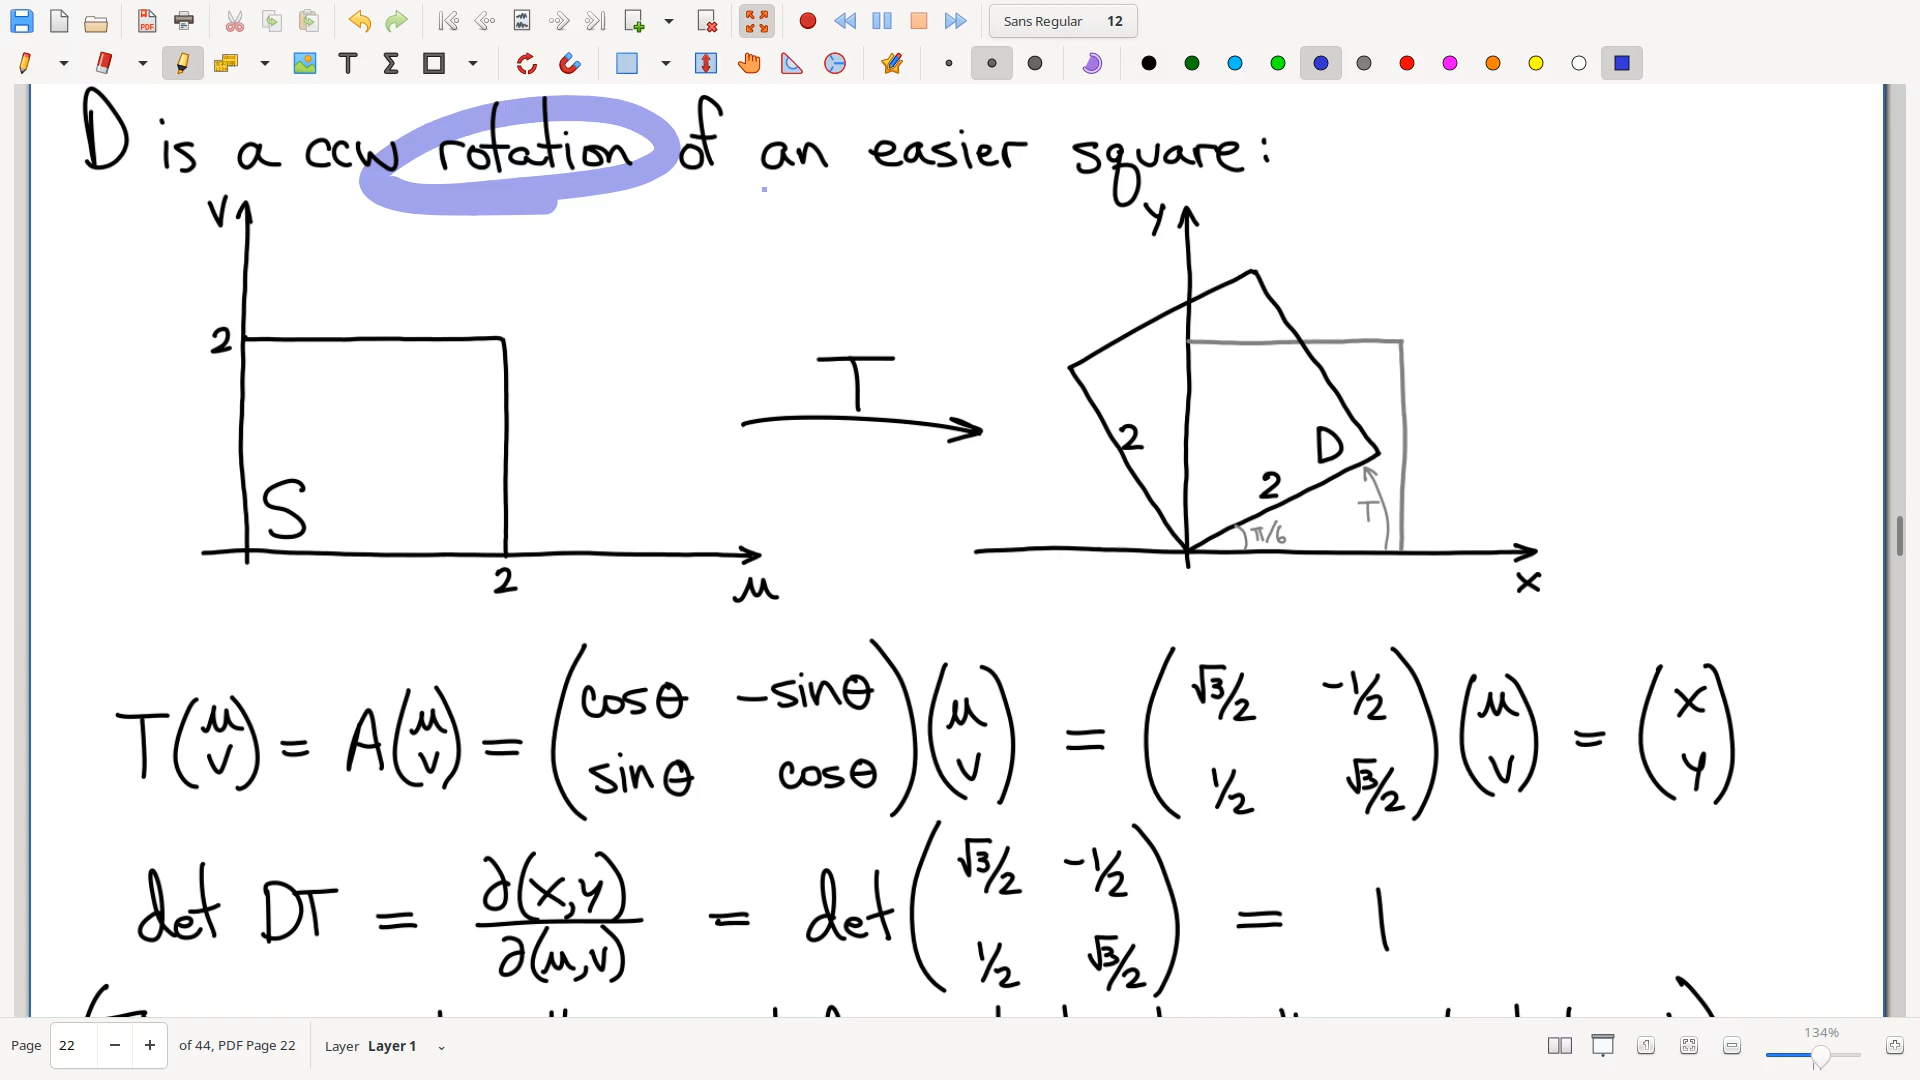 Sans Regular 12
D is a ccw rotation of an easier square:
V
y
2
T
2
D
2
S
π/6
T
2
μ
x
T(μ v) = A(μ v) = (cosθ -sinθ sinθ cosθ)(μ v) = (√3/2 -1/2 1/2 √3/2)(μ v) = (x y)
det DT = ∂(x,y)/∂(μ,v) = det(√3/2 -1/2 1/2 √3/2) = 1
Page 22 of 44, PDF Page 22 Layer Layer 1 134%